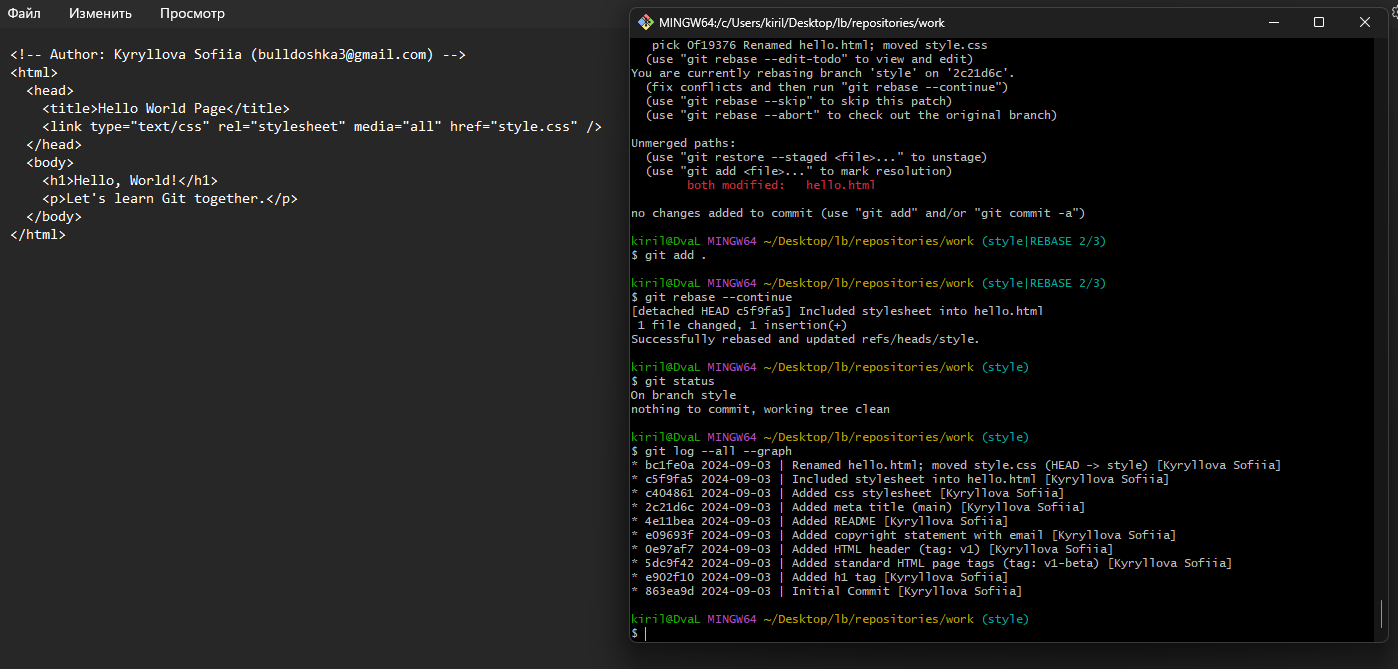 Файл Изменить Просмотр
<!-- Author: Kyryllova Sofiia (bulldoshka3@gmail.com) -->
<html>
  <head>
    <title>Hello World Page</title>
    <link type="text/css" rel="stylesheet" media="all" href="style.css" />
  </head>
  <body>
    <h1>Hello, World!</h1>
    <p>Let's learn Git together.</p>
  </body>
</html>
MINGW64:/c/Users/kiril/Desktop/lb/repositories/work
   pick 0f19376 Renamed hello.html; moved style.css
  (use "git rebase --edit-todo" to view and edit)
You are currently rebasing branch 'style' on '2c21d6c'.
  (fix conflicts and then run "git rebase --continue")
  (use "git rebase --skip" to skip this patch)
  (use "git rebase --abort" to check out the original branch)
Unmerged paths:
  (use "git restore --staged <file>..." to unstage)
  (use "git add <file>..." to mark resolution)
        both modified:   hello.html
no changes added to commit (use "git add" and/or "git commit -a")
kiril@DvaL MINGW64 ~/Desktop/lb/repositories/work (style|REBASE 2/3)
$ git add .
kiril@DvaL MINGW64 ~/Desktop/lb/repositories/work (style|REBASE 2/3)
$ git rebase --continue
[detached HEAD c5f9fa5] Included stylesheet into hello.html
 1 file changed, 1 insertion(+)
Successfully rebased and updated refs/heads/style.
kiril@DvaL MINGW64 ~/Desktop/lb/repositories/work (style)
$ git status
On branch style
nothing to commit, working tree clean
kiril@DvaL MINGW64 ~/Desktop/lb/repositories/work (style)
$ git log --all --graph
* bc1fe0a 2024-09-03 | Renamed hello.html; moved style.css (HEAD -> style) [Kyryllova Sofiia]
* c5f9fa5 2024-09-03 | Included stylesheet into hello.html [Kyryllova Sofiia]
* c404861 2024-09-03 | Added css stylesheet [Kyryllova Sofiia]
* 2c21d6c 2024-09-03 | Added meta title (main) [Kyryllova Sofiia]
* 4e11bea 2024-09-03 | Added README [Kyryllova Sofiia]
* e09693f 2024-09-03 | Added copyright statement with email [Kyryllova Sofiia]
* 0e97af7 2024-09-03 | Added HTML header (tag: v1) [Kyryllova Sofiia]
* 5dc9f42 2024-09-03 | Added standard HTML page tags (tag: v1-beta) [Kyryllova Sofiia]
* e902f10 2024-09-03 | Added h1 tag [Kyryllova Sofiia]
* 863ea9d 2024-09-03 | Initial Commit [Kyryllova Sofiia]
kiril@DvaL MINGW64 ~/Desktop/lb/repositories/work (style)
$